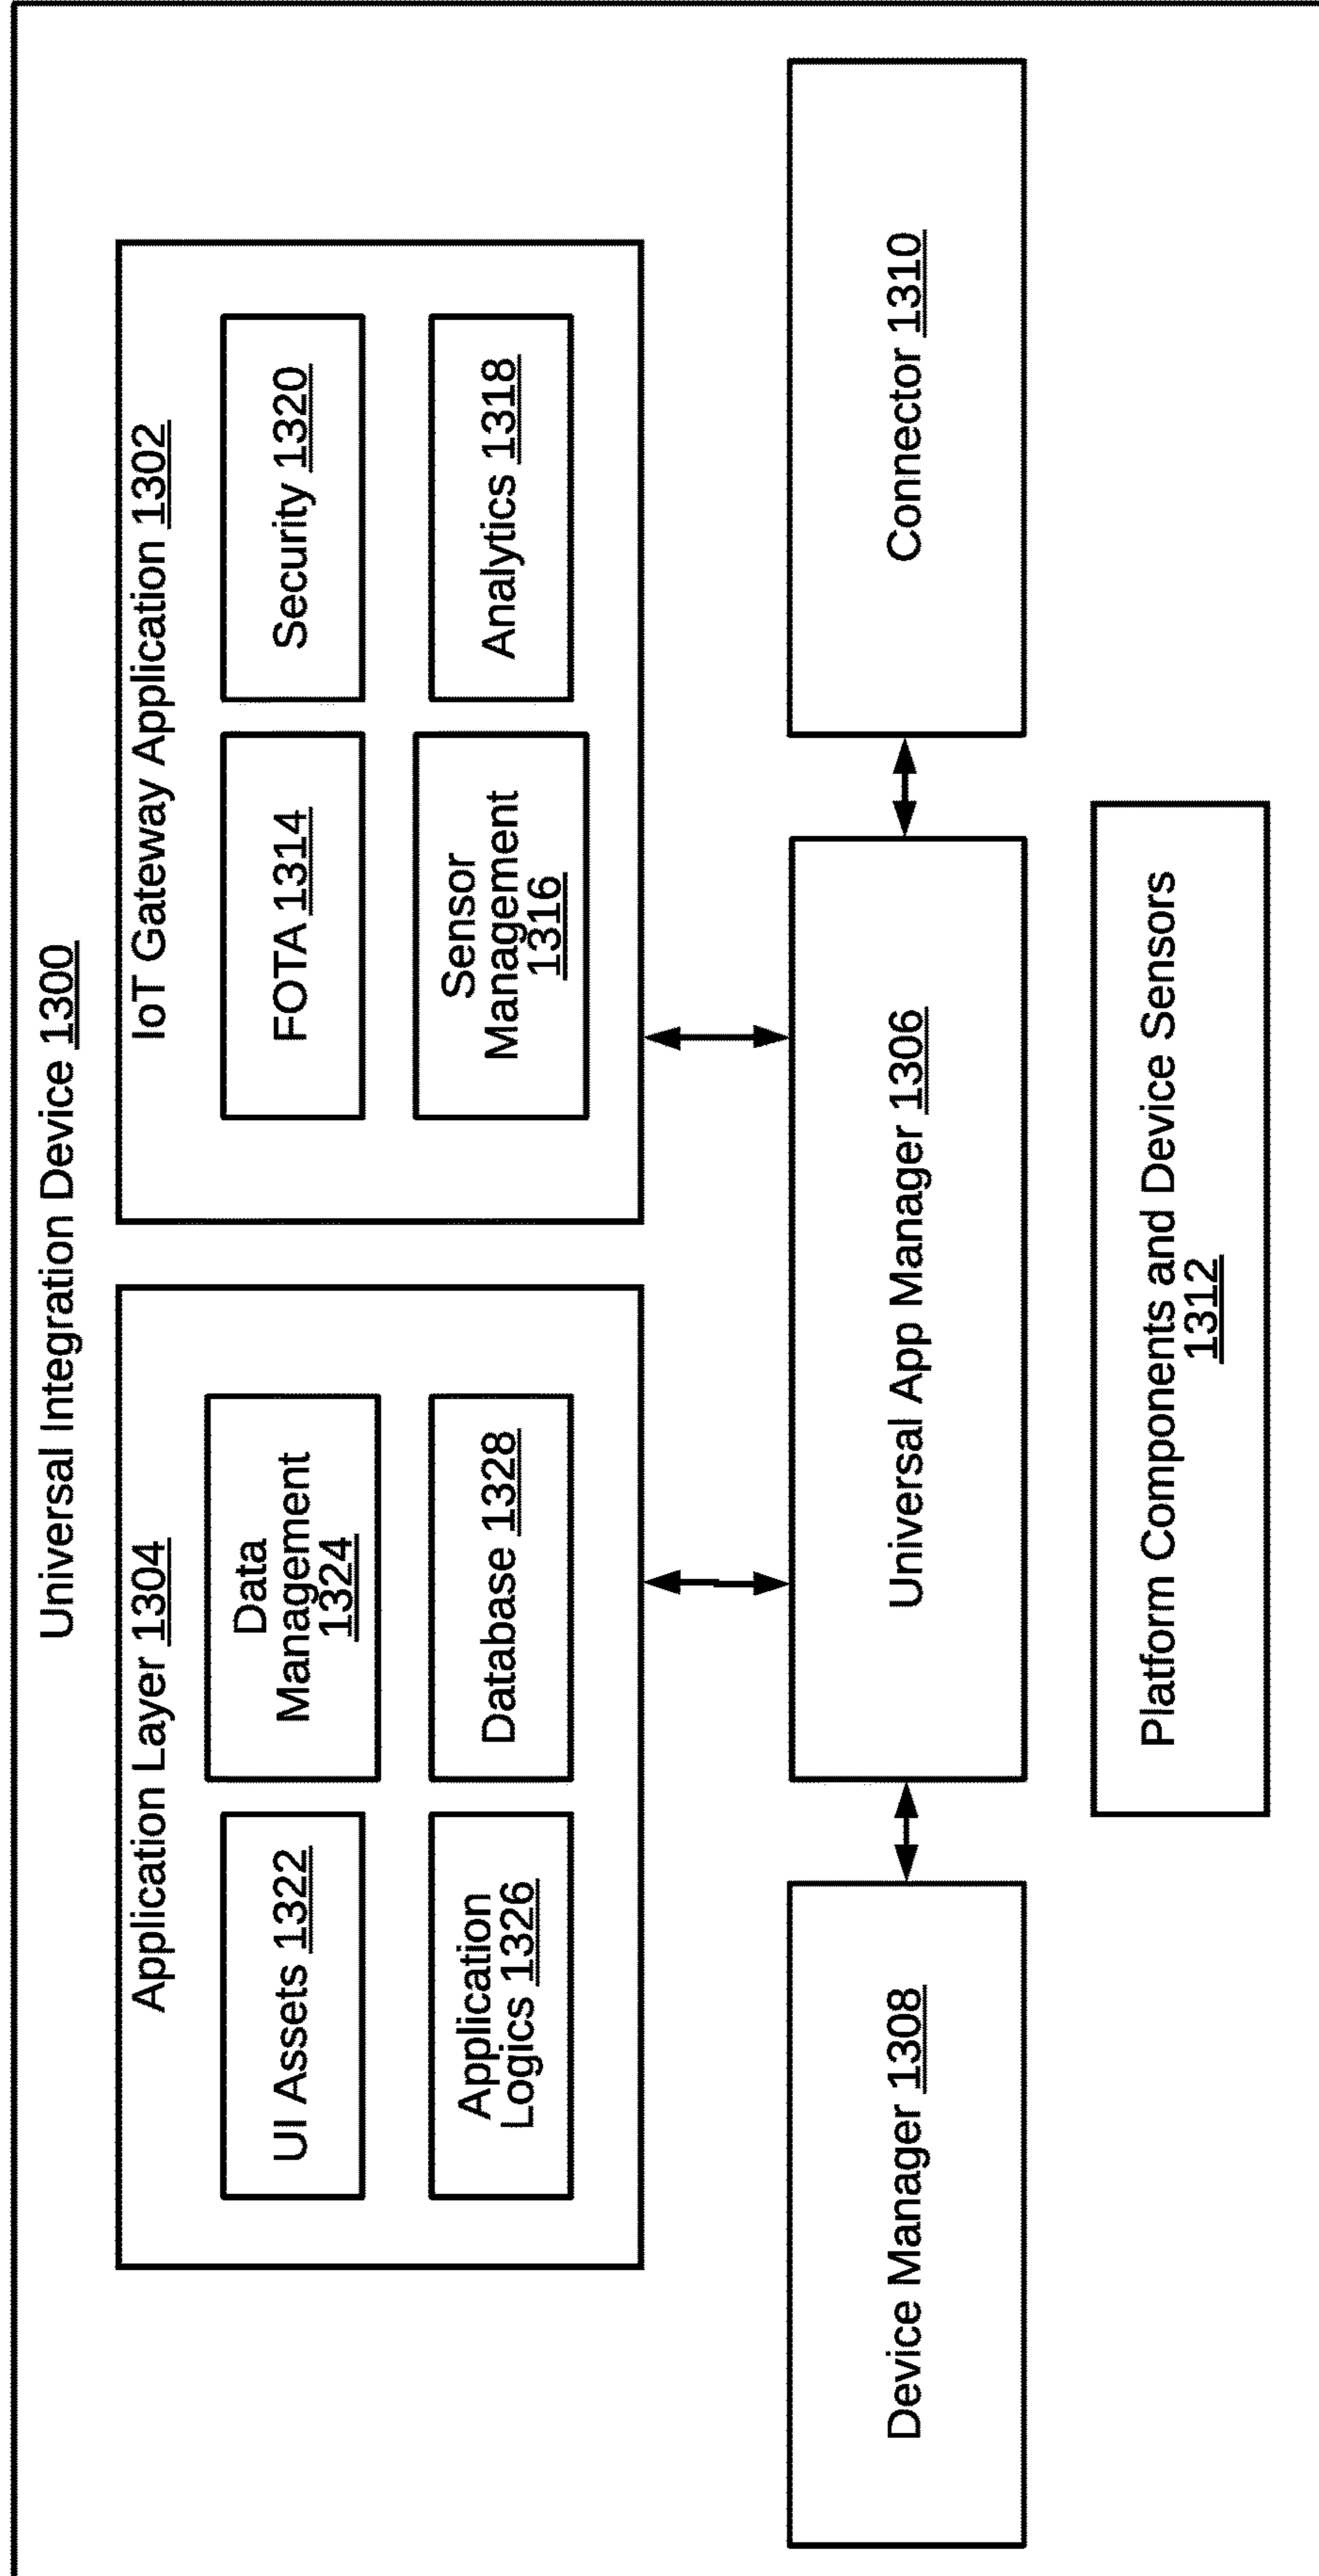 Universal Integration Device 1300
Application Layer 1304
UI Assets 1322
Data
Management
1324
Application
Logics 1326
Database 1328
IoT Gateway Application 1302
FOTA 1314
Security 1320
Sensor
Management
1316
Analytics 1318
Device Manager 1308
Universal App Manager 1306
Connector 1310
Platform Components and Device Sensors
1312